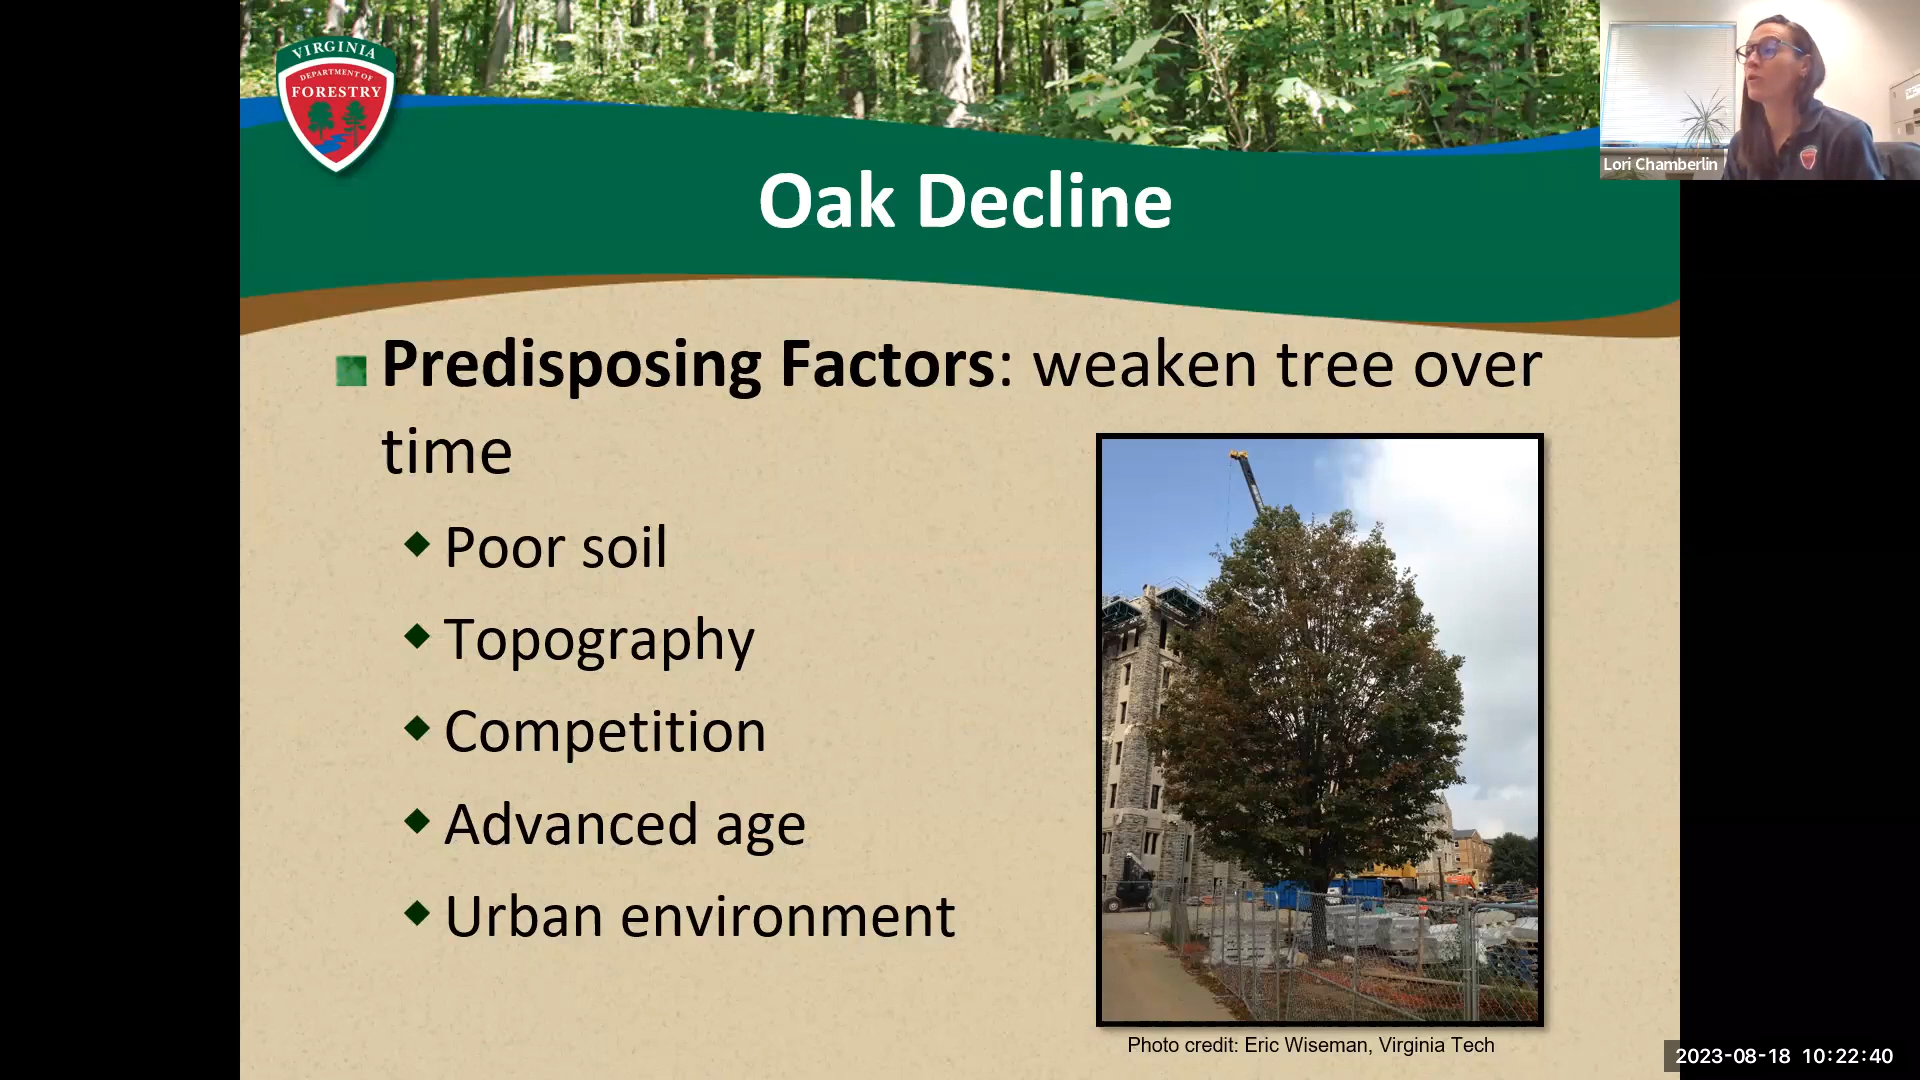 VIRGINIA
DEPARTMENT OF
FORESTRY
Lori Chamberlin
Oak Decline
Predisposing Factors: weaken tree over
time
Poor soil
Topography
Competition
Advanced age
Urban environment
Photo credit: Eric Wiseman, Virginia Tech
2023-08-18 10:22:40